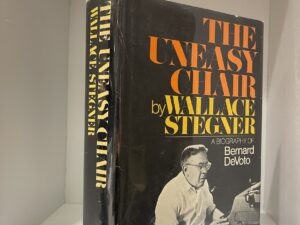 THE UNEASY CHAIR
WALLACE STEGNER
THE
UNEASY
CHAIR
by WALLACE
STEGNER
A BIOGRAPHY OF
Bernard
DeVoto